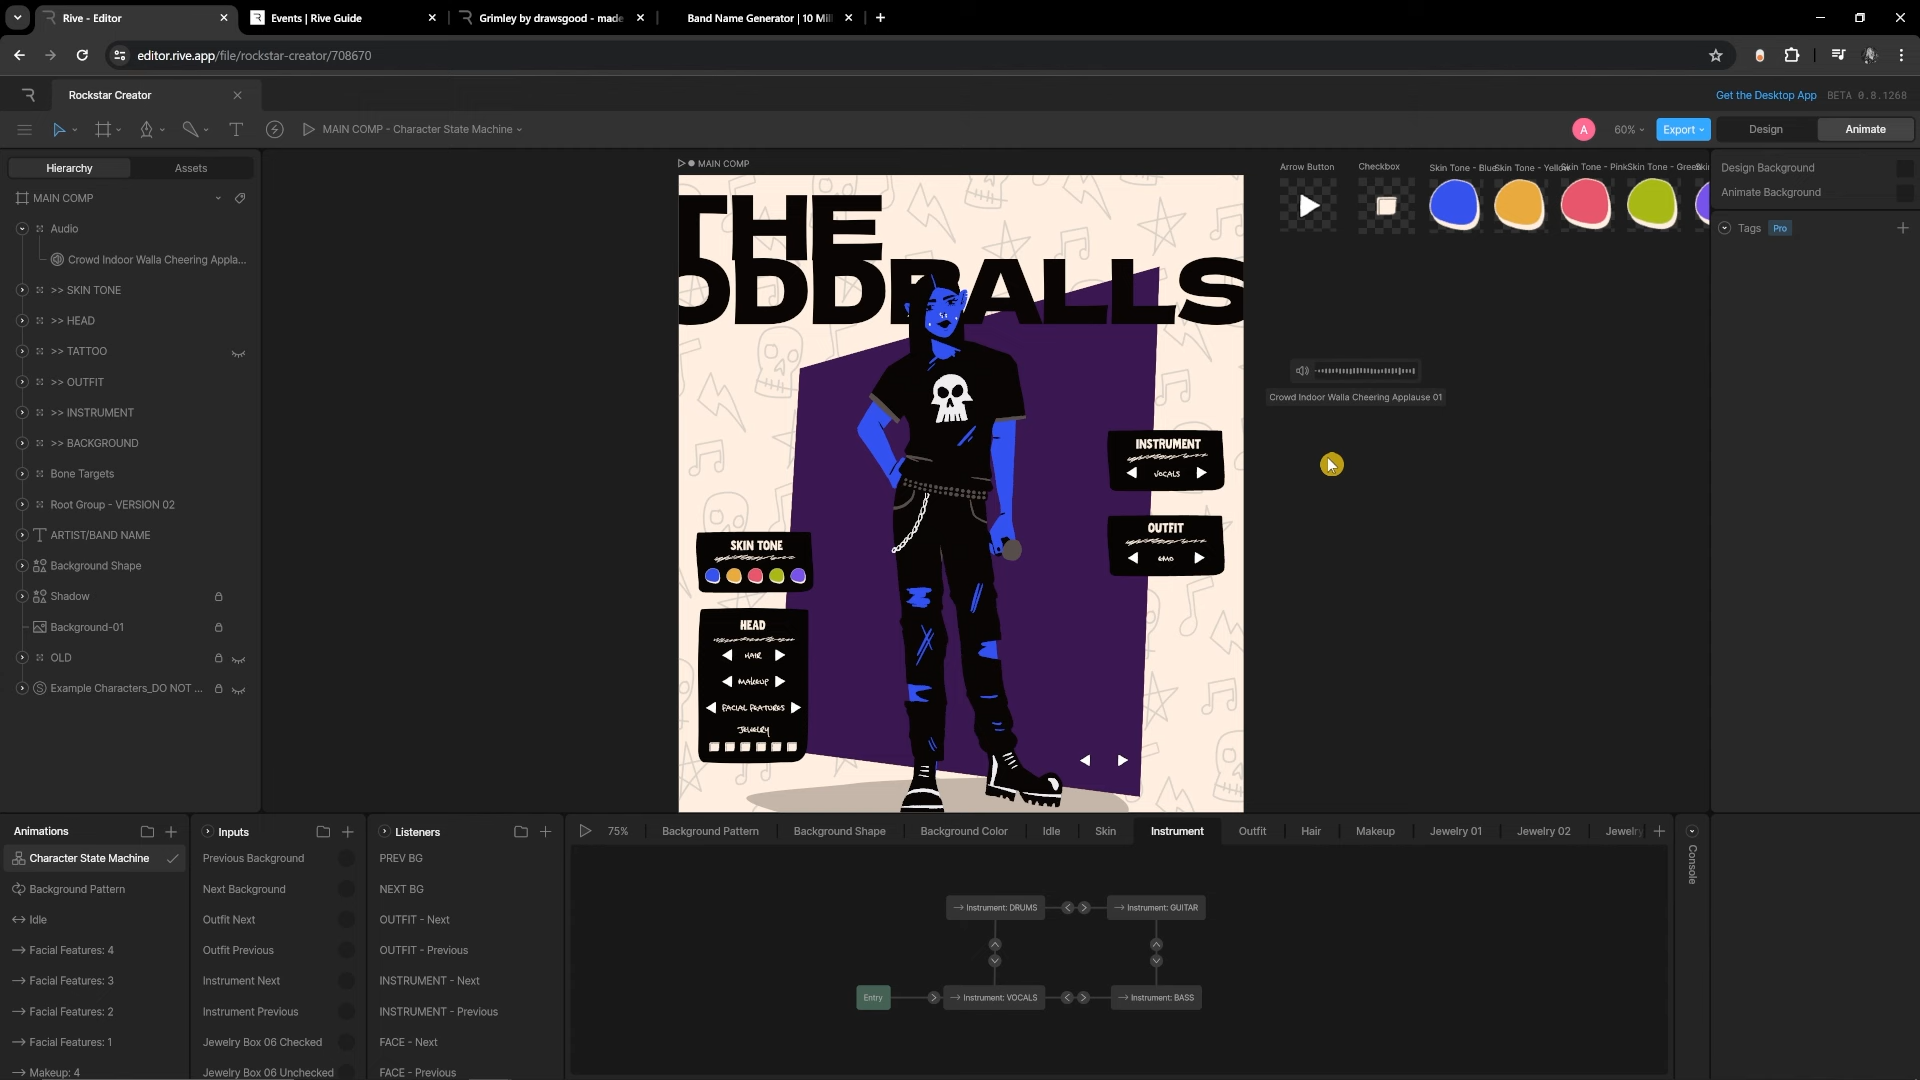 Rive - Editor
Events | Rive Guide
Grimley by drawsgood - made
Band Name Generator | 10 Mil
editor.rive.app/file/rockstar-creator/708670
Rockstar Creator
Get the Desktop App
BETA 0.8.1268
MAIN COMP - Character State Machine
A
60%
Export
Design
Animate
Hierarchy
Assets
MAIN COMP
Audio
Crowd Indoor Walla Cheering Appla...
>> SKIN TONE
>> HEAD
>> TATTOO
>> OUTFIT
>> INSTRUMENT
>> BACKGROUND
Bone Targets
Root Group - VERSION 02
ARTIST/BAND NAME
Background Shape
Shadow
Background-01
OLD
Example Characters_DO NOT ...
MAIN COMP
THE
ODDBALLS
SKIN TONE
HEAD
HAIR
MAKEUP
FACIAL FEATURES
JEWELRY
INSTRUMENT
VOCALS
OUTFIT
EMO
Arrow Button
Checkbox
Skin Tone - Blue
Skin Tone - Yellow
Skin Tone - Pink
Skin Tone - Green
Crowd Indoor Walla Cheering Applause 01
Design Background
Animate Background
Tags
Pro
Animations
Character State Machine
Background Pattern
Idle
Facial Features: 4
Facial Features: 3
Facial Features: 2
Facial Features: 1
Makeup: 4
Inputs
Previous Background
Next Background
Outfit Next
Outfit Previous
Instrument Next
Instrument Previous
Jewelry Box 06 Checked
Jewelry Box 06 Unchecked
Listeners
PREV BG
NEXT BG
OUTFIT - Next
OUTFIT - Previous
INSTRUMENT - Next
INSTRUMENT - Previous
FACE - Next
FACE - Previous
75%
Background Pattern
Background Shape
Background Color
Idle
Skin
Instrument
Outfit
Hair
Makeup
Jewelry 01
Jewelry 02
Jewelry
Instrument: DRUMS
Instrument: GUITAR
Entry
Instrument: VOCALS
Instrument: BASS
Console